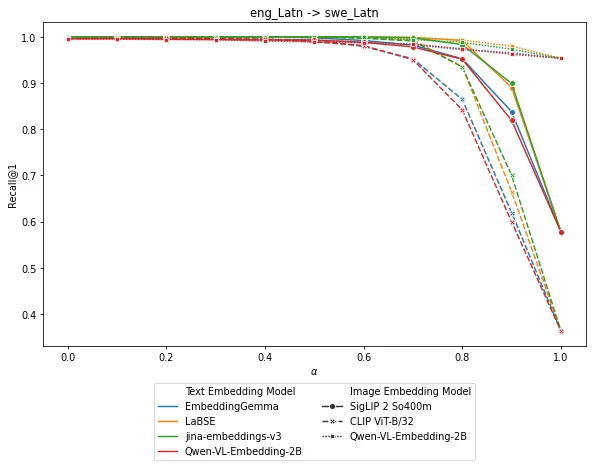 eng_Latn -> swe_Latn
1.0
0.9
0.8
0.7
0.6
0.5
0.4
Recall@1
0.0 0.2 0.4 0.6 0.8 1.0
α
Text Embedding Model Image Embedding Model
EmbeddingGemma SigLIP 2 So400m
LaBSE CLIP ViT-B/32
jina-embeddings-v3 Qwen-VL-Embedding-2B
Qwen-VL-Embedding-2B